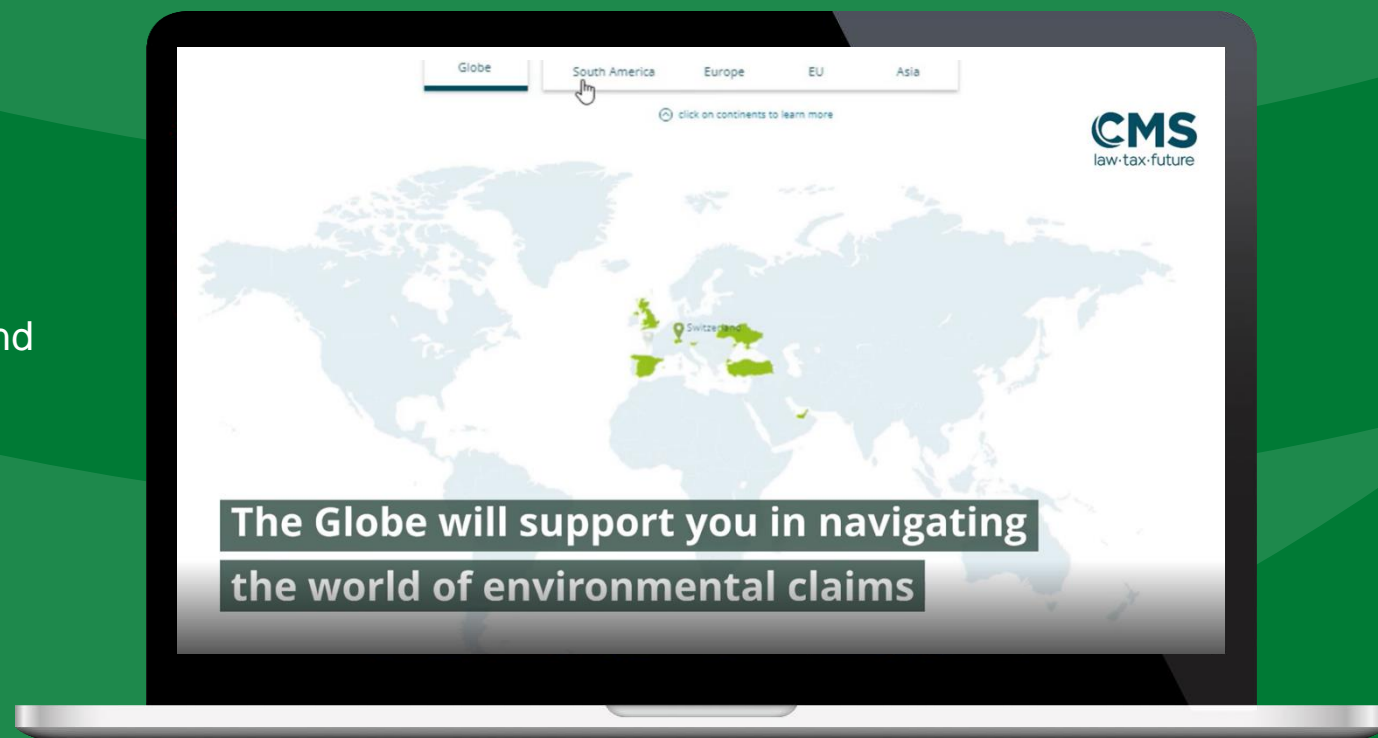 Globe South America Europe EU Asia
click on continents to learn more
CMS
law·tax·future
nd
Switzerland
The Globe will support you in navigating
the world of environmental claims